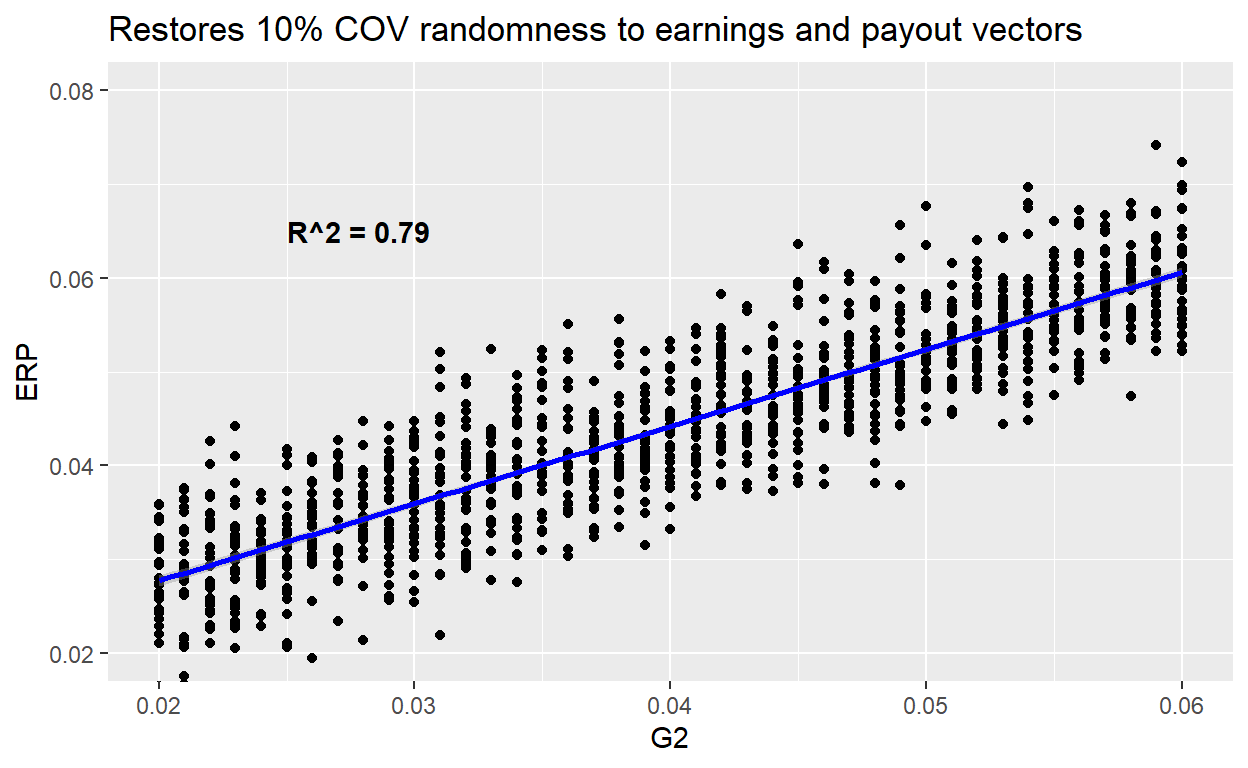 Restores 10% COV randomness to earnings and payout vectors
0.08
R^2 = 0.79
0.06
ERP
0.04
0.02
0.02 0.03 0.04 0.05 0.06
G2